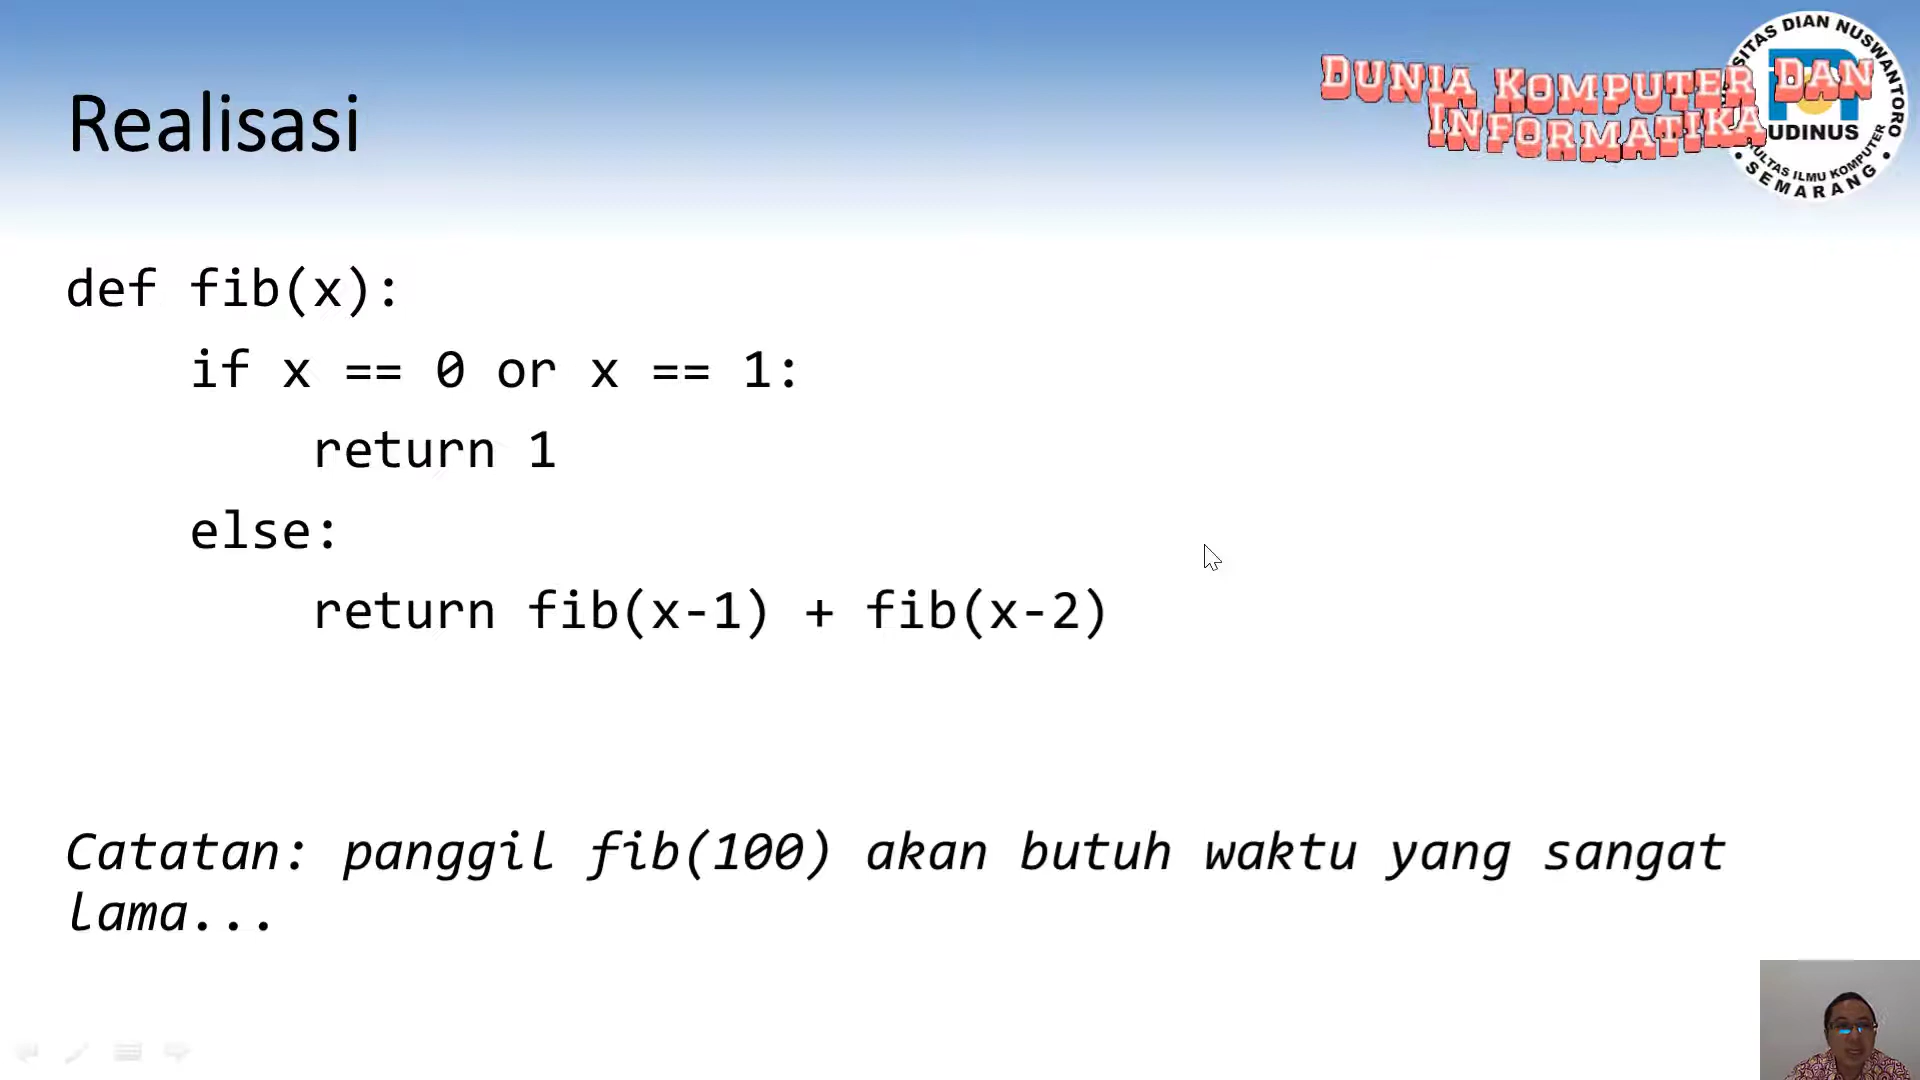 Realisasi
DUNIA KOMPUTER DAN
INFORMATIKA
UDINUS
SEMARANG
def fib(x):
    if x == 0 or x == 1:
        return 1
    else:
        return fib(x-1) + fib(x-2)
Catatan: panggil fib(100) akan butuh waktu yang sangat
lama...